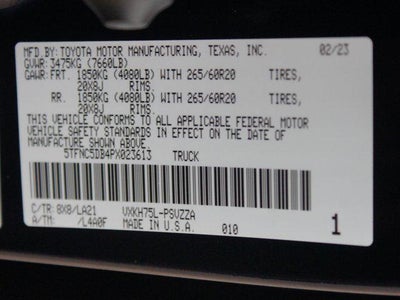 MFD.BY: TOYOTA MOTOR MANUFACTURING, TEXAS, INC. 02/23
GVWR: 3475KG (7660LB)
GAWR: FRT. 1850KG (4080LB) WITH 265/60R20 TIRES,
20X8J RIMS,
RR. 1850KG (4080LB) WITH 265/60R20 TIRES,
20X8J RIMS.
THIS VEHICLE CONFORMS TO ALL APPLICABLE FEDERAL MOTOR
VEHICLE SAFETY STANDARDS IN EFFECT ON THE DATE OF
MANUFACTURE SHOWN ABOVE.
5TFNC5DB4PX023613 TRUCK
C/TR: 8X8/LA21 VXKH75L-PSVZZA
A/TM: /L4A0F MADE IN U.S.A. 010 1